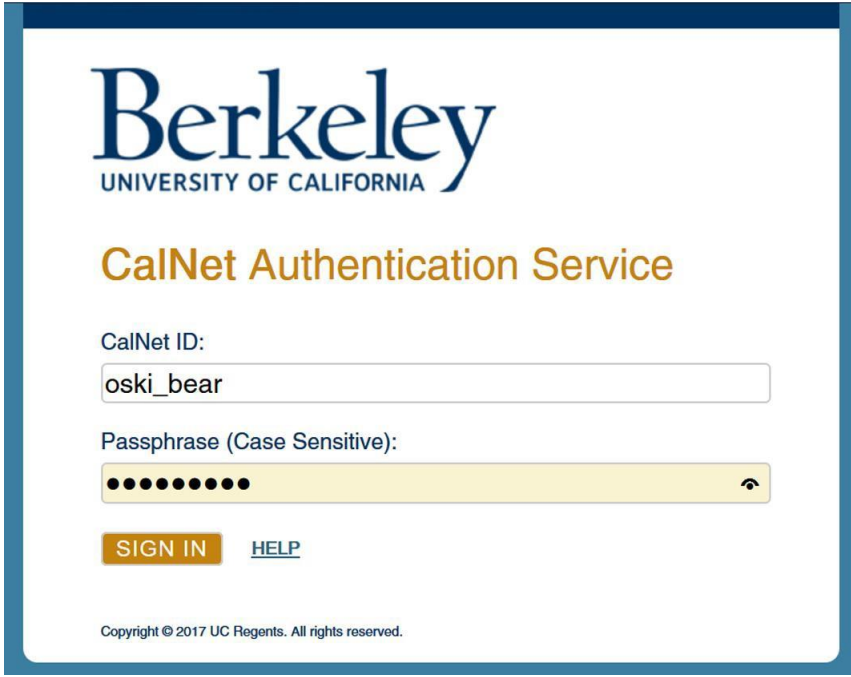 Berkeley
UNIVERSITY OF CALIFORNIA
CalNet Authentication Service
CalNet ID:
oski_bear
Passphrase (Case Sensitive):
●●●●●●●●●
SIGN IN HELP
Copyright © 2017 UC Regents. All rights reserved.